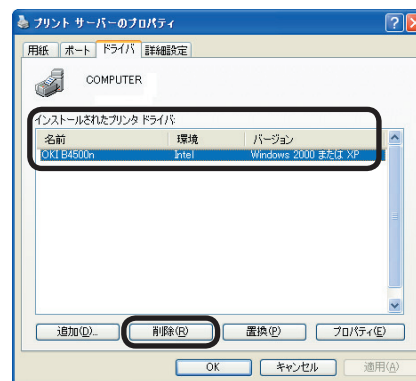 プリント サーバーのプロパティ
用紙 ポート ドライバ 詳細設定
COMPUTER
インストールされたプリンタ ドライバ:
名前 環境 バージョン
OKI B4500n Intel Windows 2000 または XP
追加(D)... 削除(R) 置換(P) プロパティ(E)
OK キャンセル 適用(A)